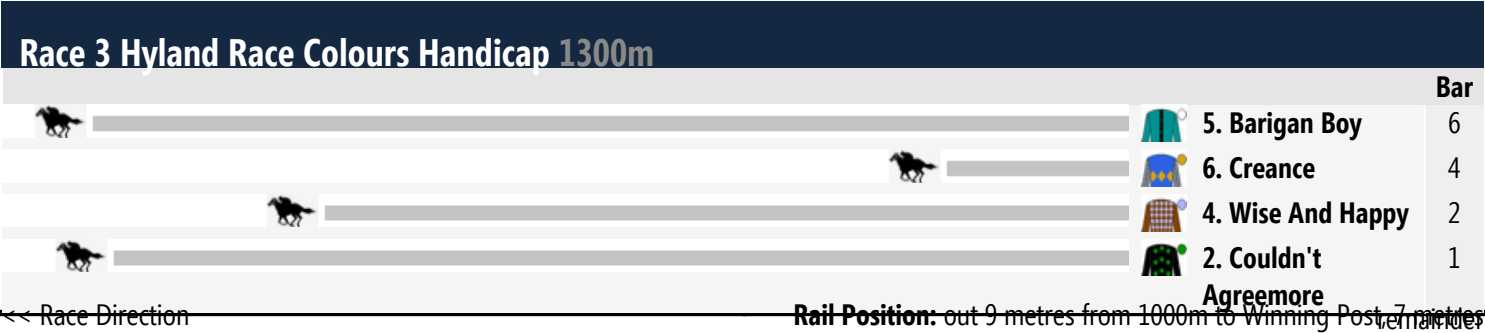 Race 3 Hyland Race Colours Handicap 1300m
Bar
5. Barigan Boy 6
6. Creance 4
4. Wise And Happy 2
2. Couldn't Agreemore 1
<< Race Direction
Rail Position: out 9 metres from 1000m to Winning Post, 7 metres remainder